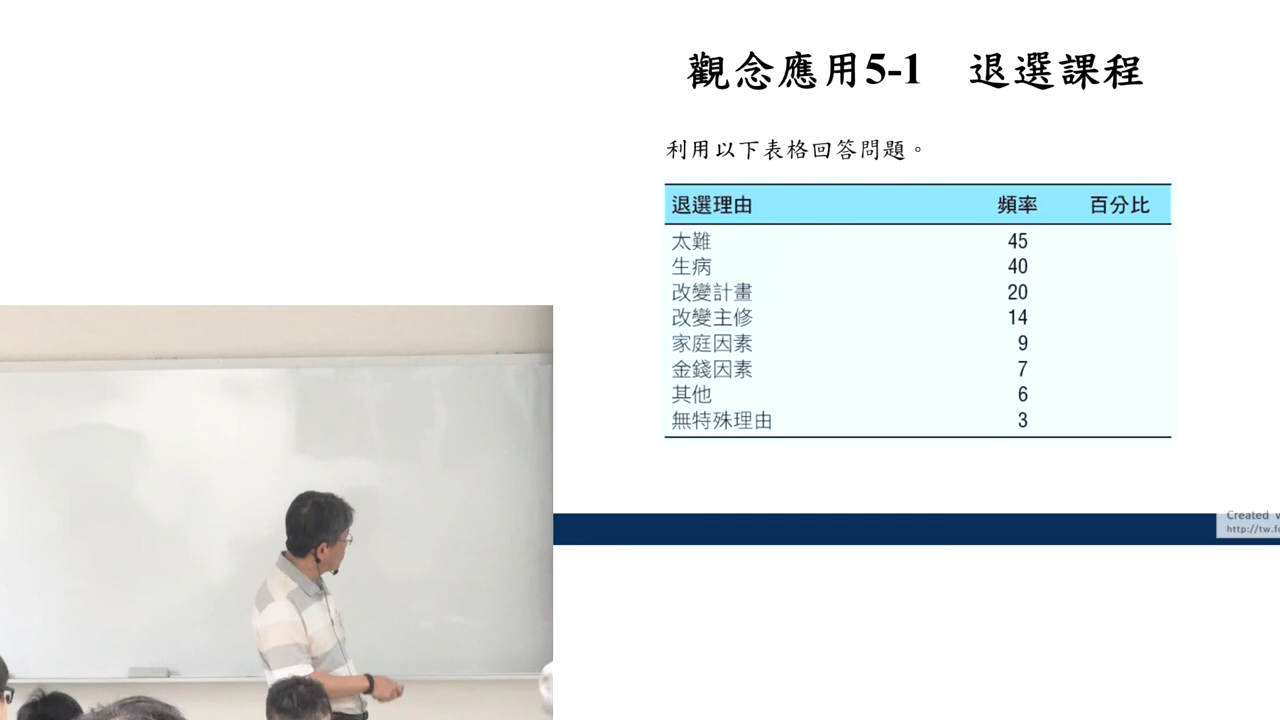 觀念應用5-1 退選課程
利用以下表格回答問題。
退選理由 頻率 百分比
太難 45
生病 40
改變計畫 20
改變主修 14
家庭因素 9
金錢因素 7
其他 6
無特殊理由 3
Created
http://tw.fo